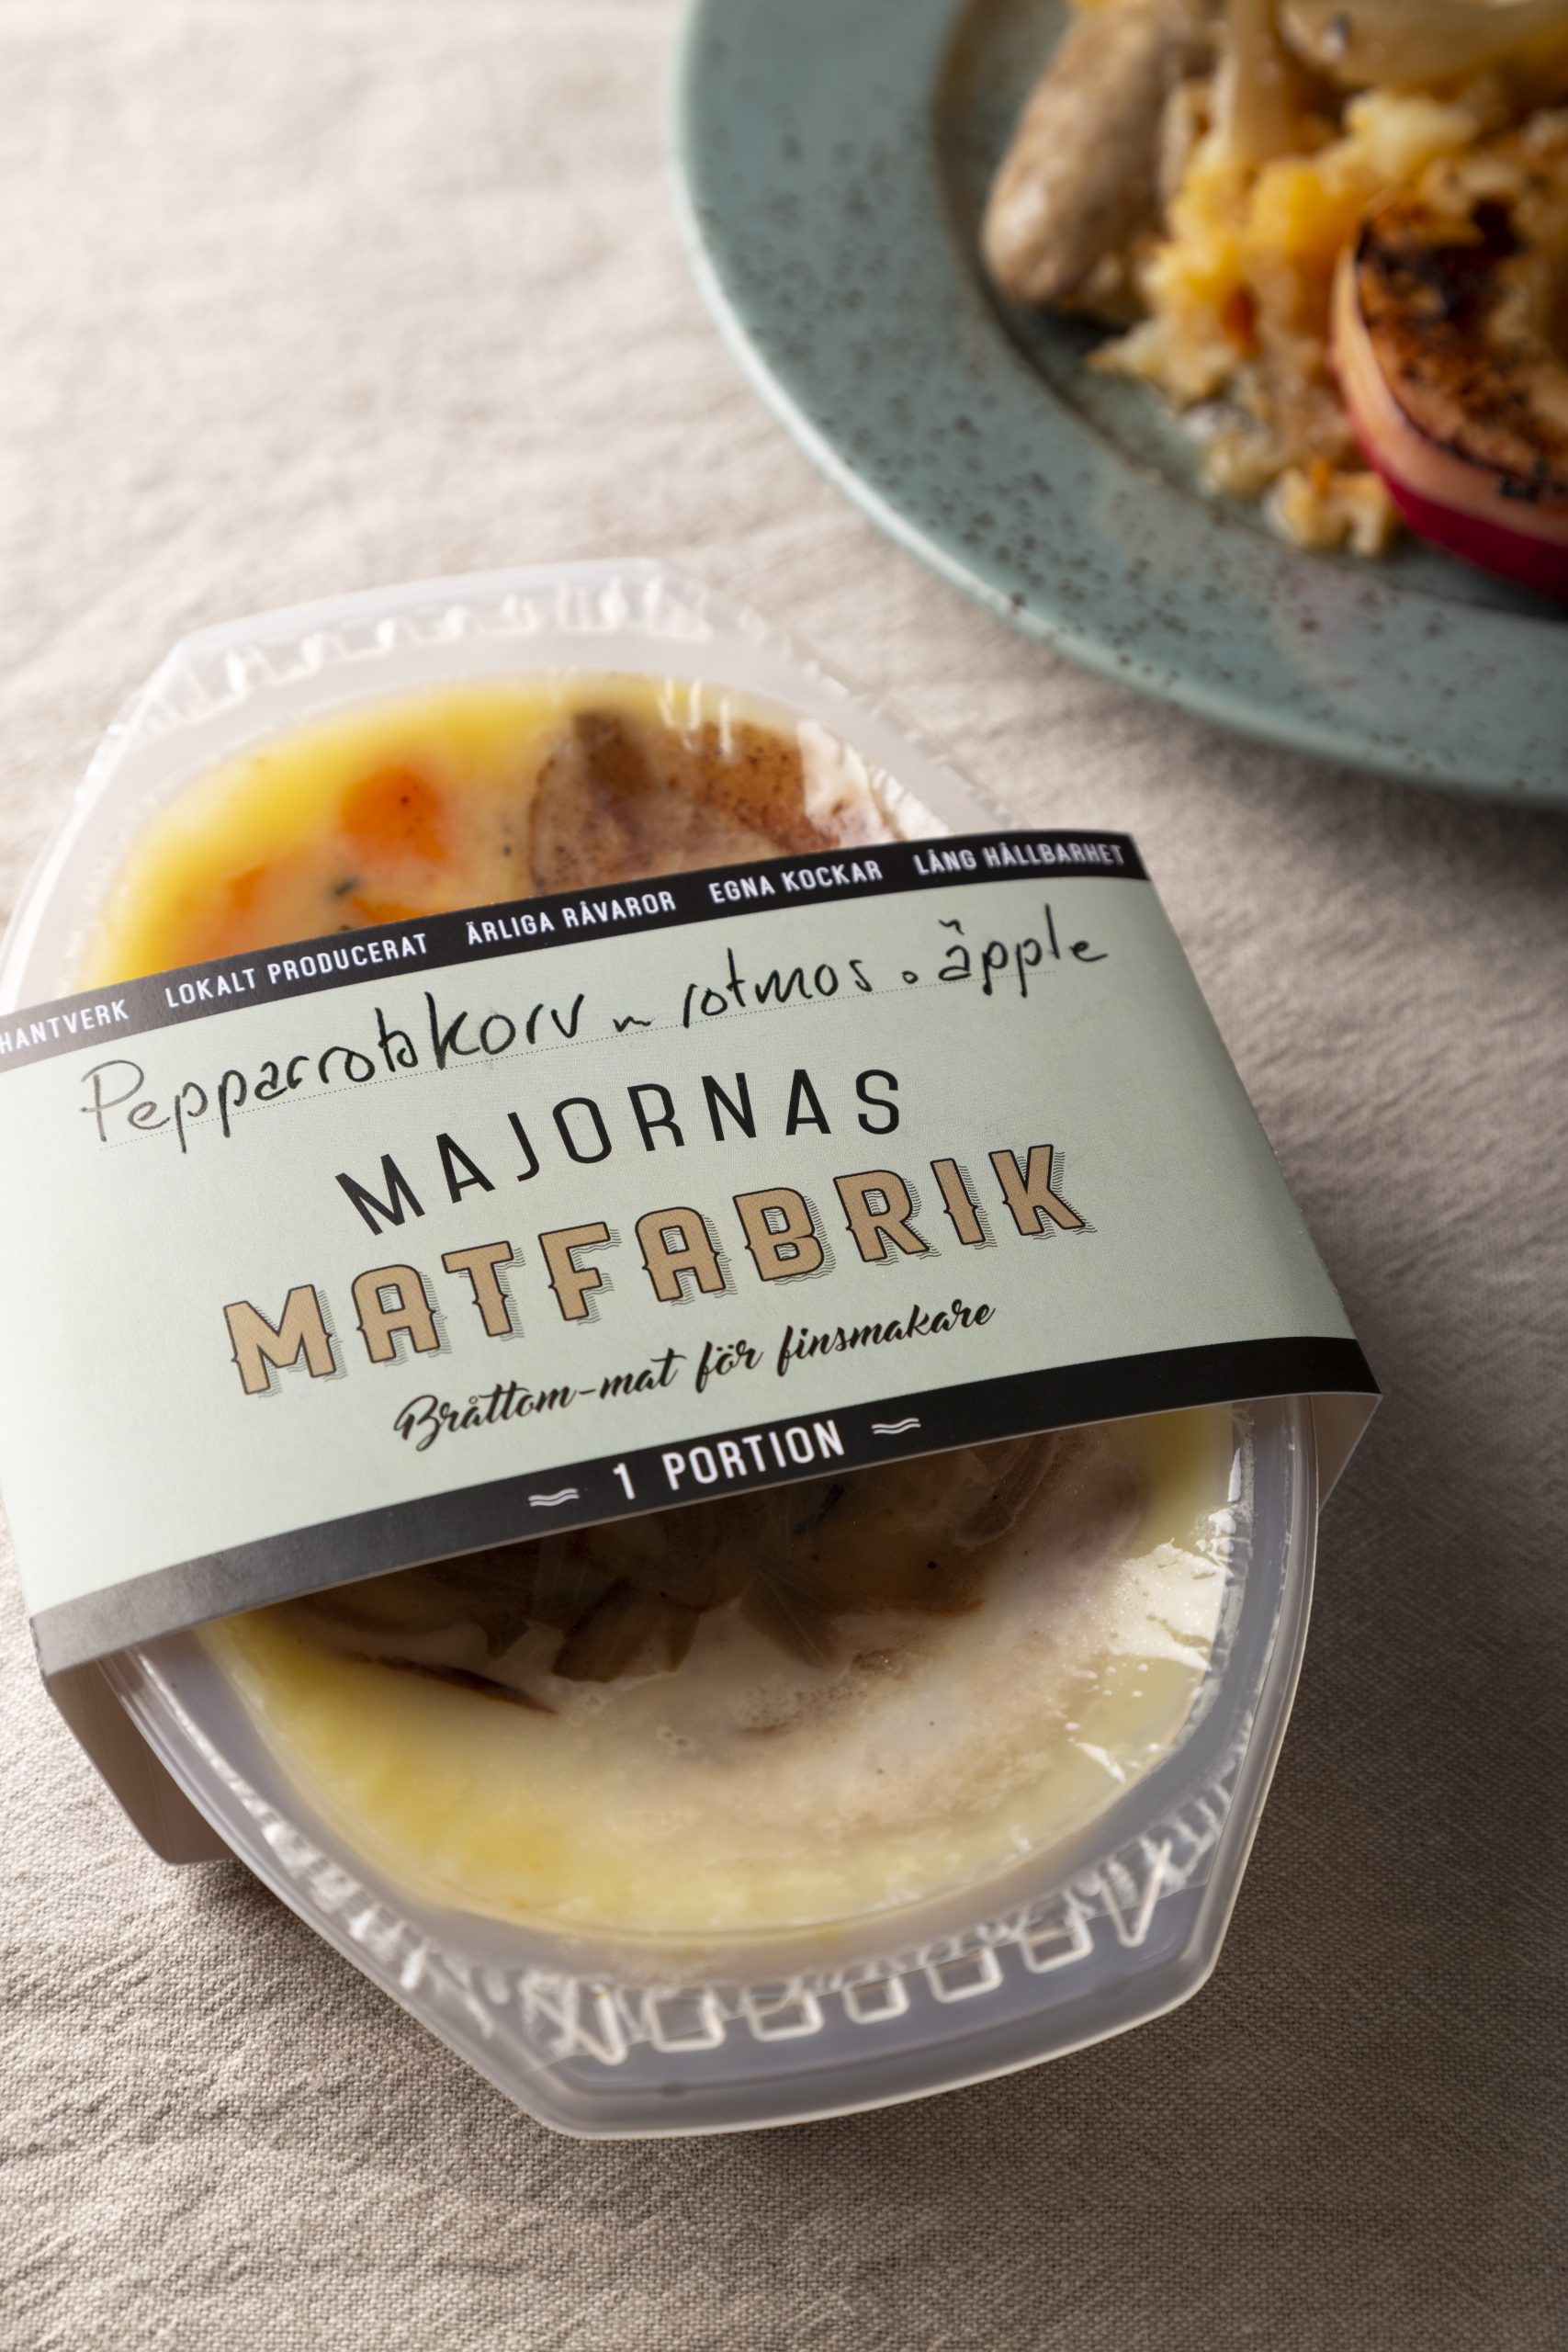 HANTVERK LOKALT PRODUCERAT ÄRLIGA RÅVAROR EGNA KOCKAR LÅNG HÅLLBARHET
Pepparrotskorv m rotmos o äpple
MAJORNAS
MATFABRIK
Bråttom-mat för finsmakare
1 PORTION